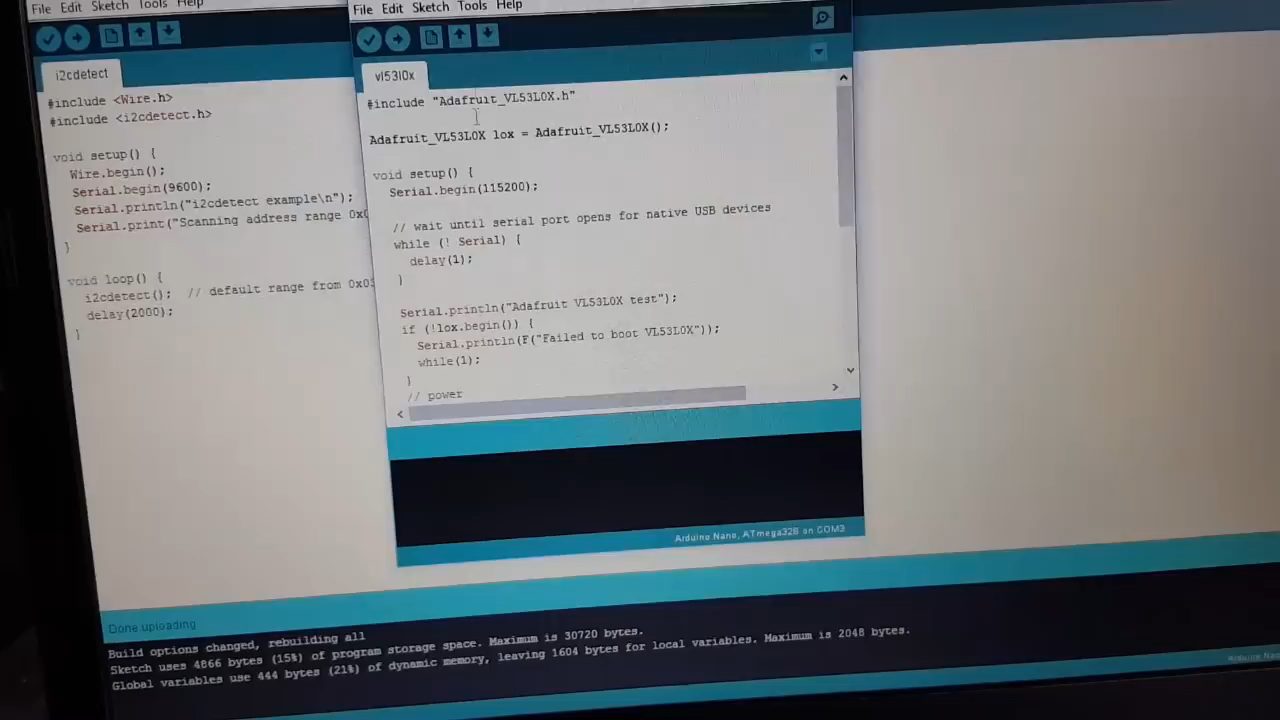 File Edit Sketch Tools Help
i2cdetect
#include <Wire.h>
#include <i2cdetect.h>
void setup() {
Wire.begin();
Serial.begin(9600);
Serial.println("i2cdetect example\n");
Serial.print("Scanning address range
}
void loop() {
i2cdetect(); // default range from
delay(2000);
}
File Edit Sketch Tools Help
vl53l0x
#include "Adafruit_VL53L0X.h"
Adafruit_VL53L0X lox = Adafruit_VL53L0X();
void setup() {
Serial.begin(115200);
// wait until serial port opens for native USB devices
while (! Serial) {
delay(1);
}
Serial.println("Adafruit VL53L0X test");
if (!lox.begin()) {
Serial.println(F("Failed to boot VL53L0X"));
while(1);
}
// power
Arduino Nano, ATmega328 on COM3
Done uploading
Build options changed, rebuilding all
Sketch uses 4866 bytes (15%) of program storage space. Maximum is 30720 bytes.
Global variables use 444 bytes (21%) of dynamic memory, leaving 1604 bytes for local variables. Maximum is 2048 bytes.
Arduino